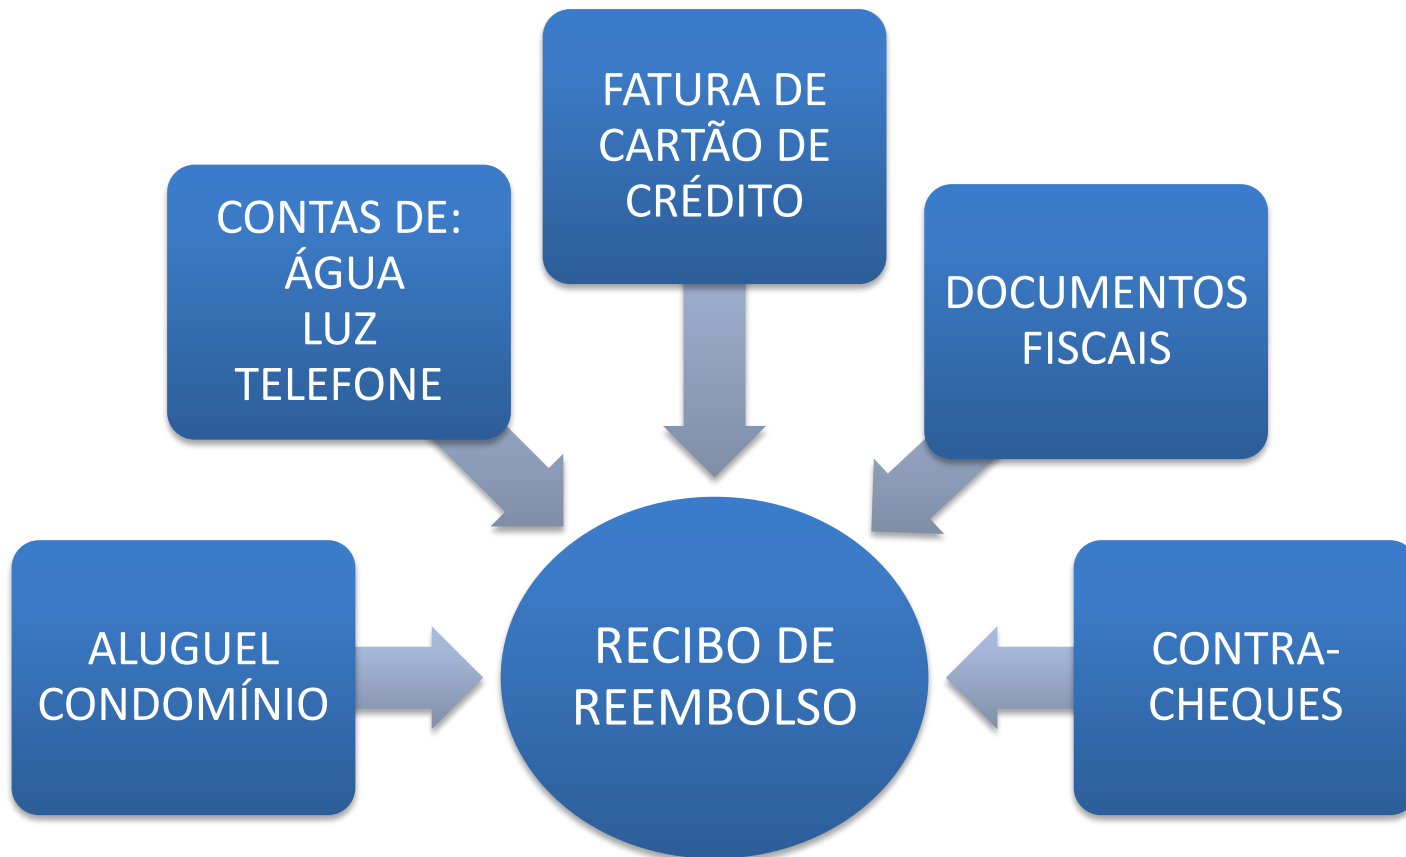 FATURA DE
CARTÃO DE
CRÉDITO
CONTAS DE:
ÁGUA
LUZ
TELEFONE
DOCUMENTOS
FISCAIS
ALUGUEL
CONDOMÍNIO
RECIBO DE
REEMBOLSO
CONTRA-
CHEQUES